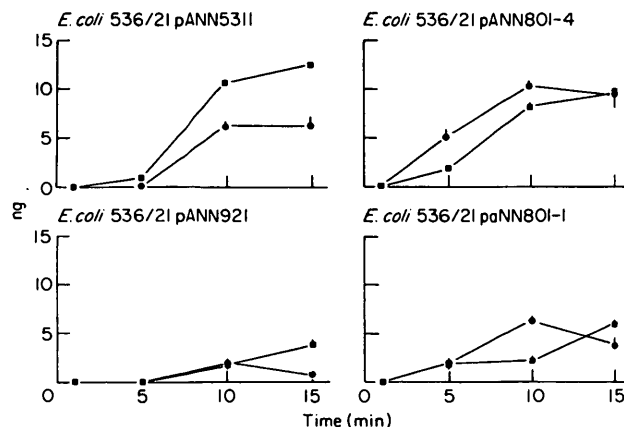 E. coli 536/21 pANN5311
E. coli 536/21 pANN801-4
15
10
5
0
ng
E. coli 536/21 pANN921
E. coli 536/21 paNN801-1
15
10
5
0 5 10 15
0 5 10 15
Time (min)